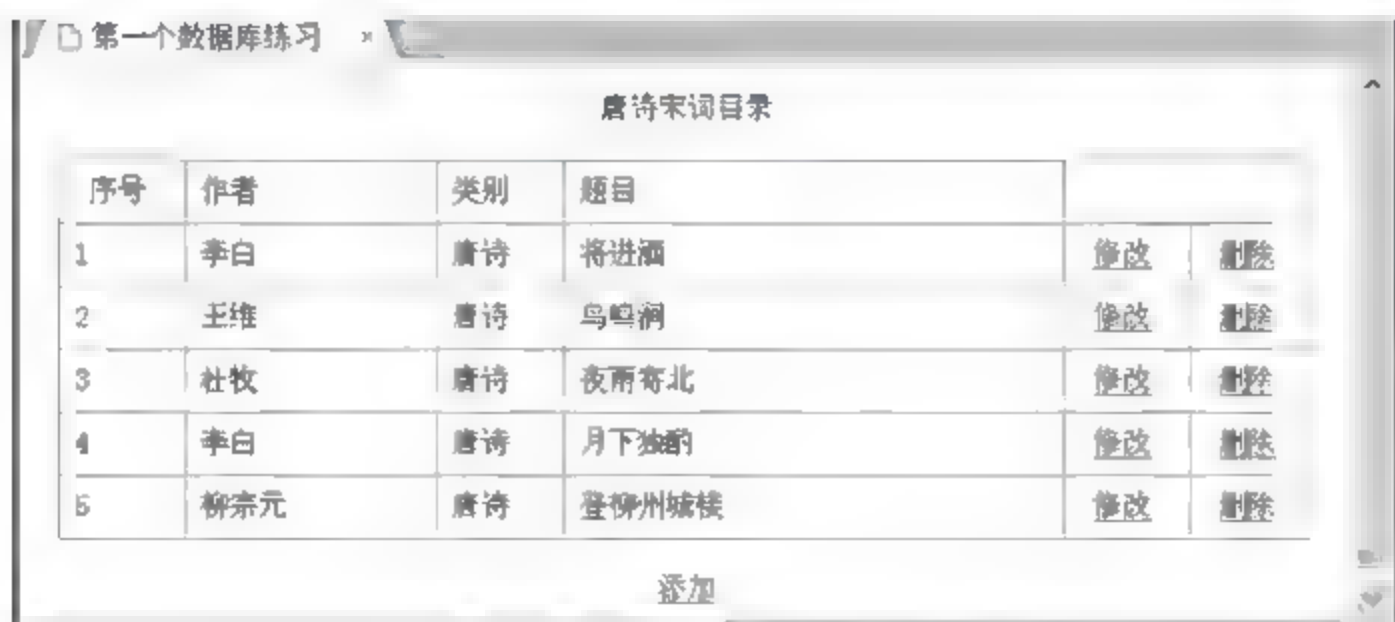 第一个数据库练习 ×
唐诗宋词目录
序号 作者 类别 题目
1 李白 唐诗 将进酒 修改 删除
2 王维 唐诗 鸟鸣涧 修改 删除
3 杜牧 唐诗 夜雨寄北 修改 删除
4 李白 唐诗 月下独酌 修改 删除
5 柳宗元 唐诗 登柳州城楼 修改 删除
添加